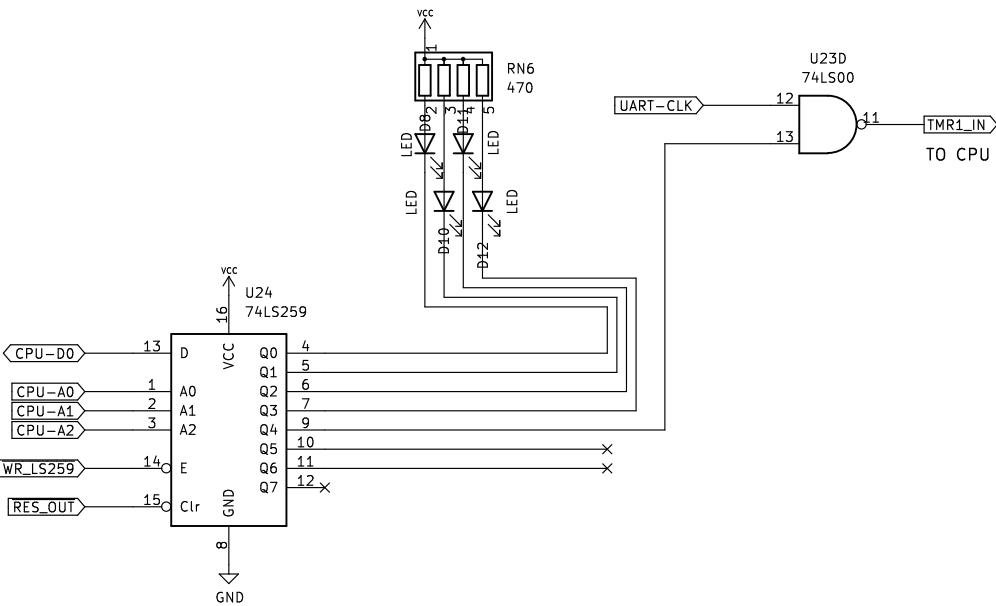 VCC
1
RN6
470
2
3
4
5
D8
D11
LED
LED
LED
LED
D10
D12
U23D
74LS00
UART-CLK
12
13
11
TMR1_IN
TO CPU
VCC
16
U24
74LS259
CPU-D0
13
D
VCC
Q0
4
Q1
5
CPU-A0
1
A0
Q2
6
CPU-A1
2
A1
Q3
7
CPU-A2
3
A2
Q4
9
Q5
10
WR_LS259
14
E
Q6
11
Q7
12
RES_OUT
15
Clr
GND
8
GND